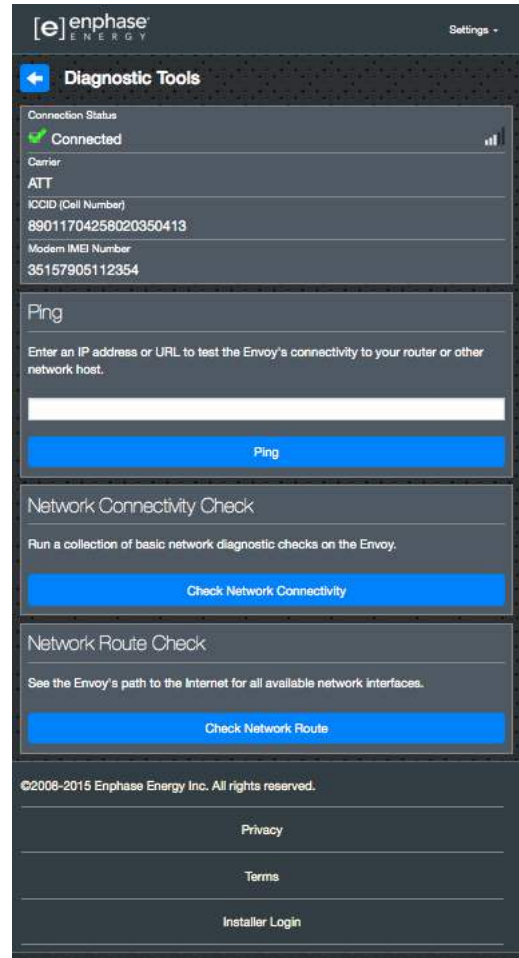 [e] enphase
ENERGY
Settings
Diagnostic Tools
Connection Status
Connected
Carrier
ATT
ICCID (Cell Number)
89011704258020350413
Modem IMEI Number
35157905112354
Ping
Enter an IP address or URL to test the Envoy's connectivity to your router or other
network host.
Ping
Network Connectivity Check
Run a collection of basic network diagnostic checks on the Envoy.
Check Network Connectivity
Network Route Check
See the Envoy's path to the Internet for all available network interfaces.
Check Network Route
©2008-2015 Enphase Energy Inc. All rights reserved.
Privacy
Terms
Installer Login